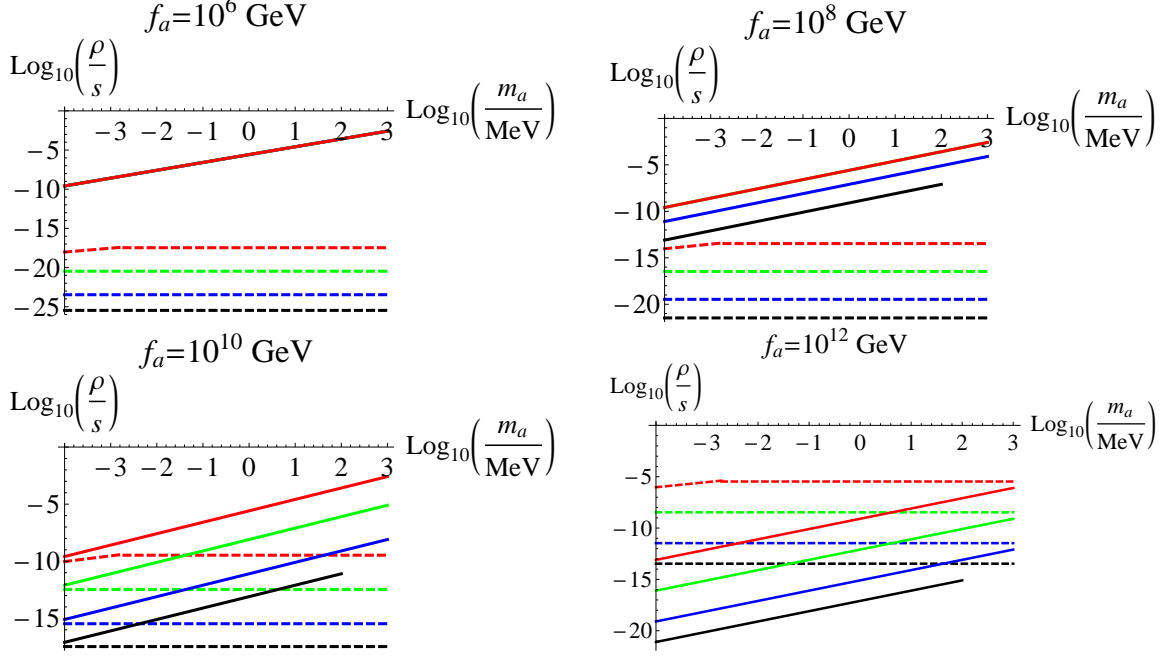 f_a=10^6 GeV
Log10(ρ/s)
Log10(m_a/MeV)
−3 −2 −1 0 1 2 3
−5
−10
−15
−20
−25
f_a=10^8 GeV
Log10(ρ/s)
Log10(m_a/MeV)
−3 −2 −1 0 1 2 3
−5
−10
−15
−20
f_a=10^10 GeV
Log10(ρ/s)
Log10(m_a/MeV)
−3 −2 −1 0 1 2 3
−5
−10
−15
f_a=10^12 GeV
Log10(ρ/s)
Log10(m_a/MeV)
−3 −2 −1 0 1 2 3
−5
−10
−15
−20